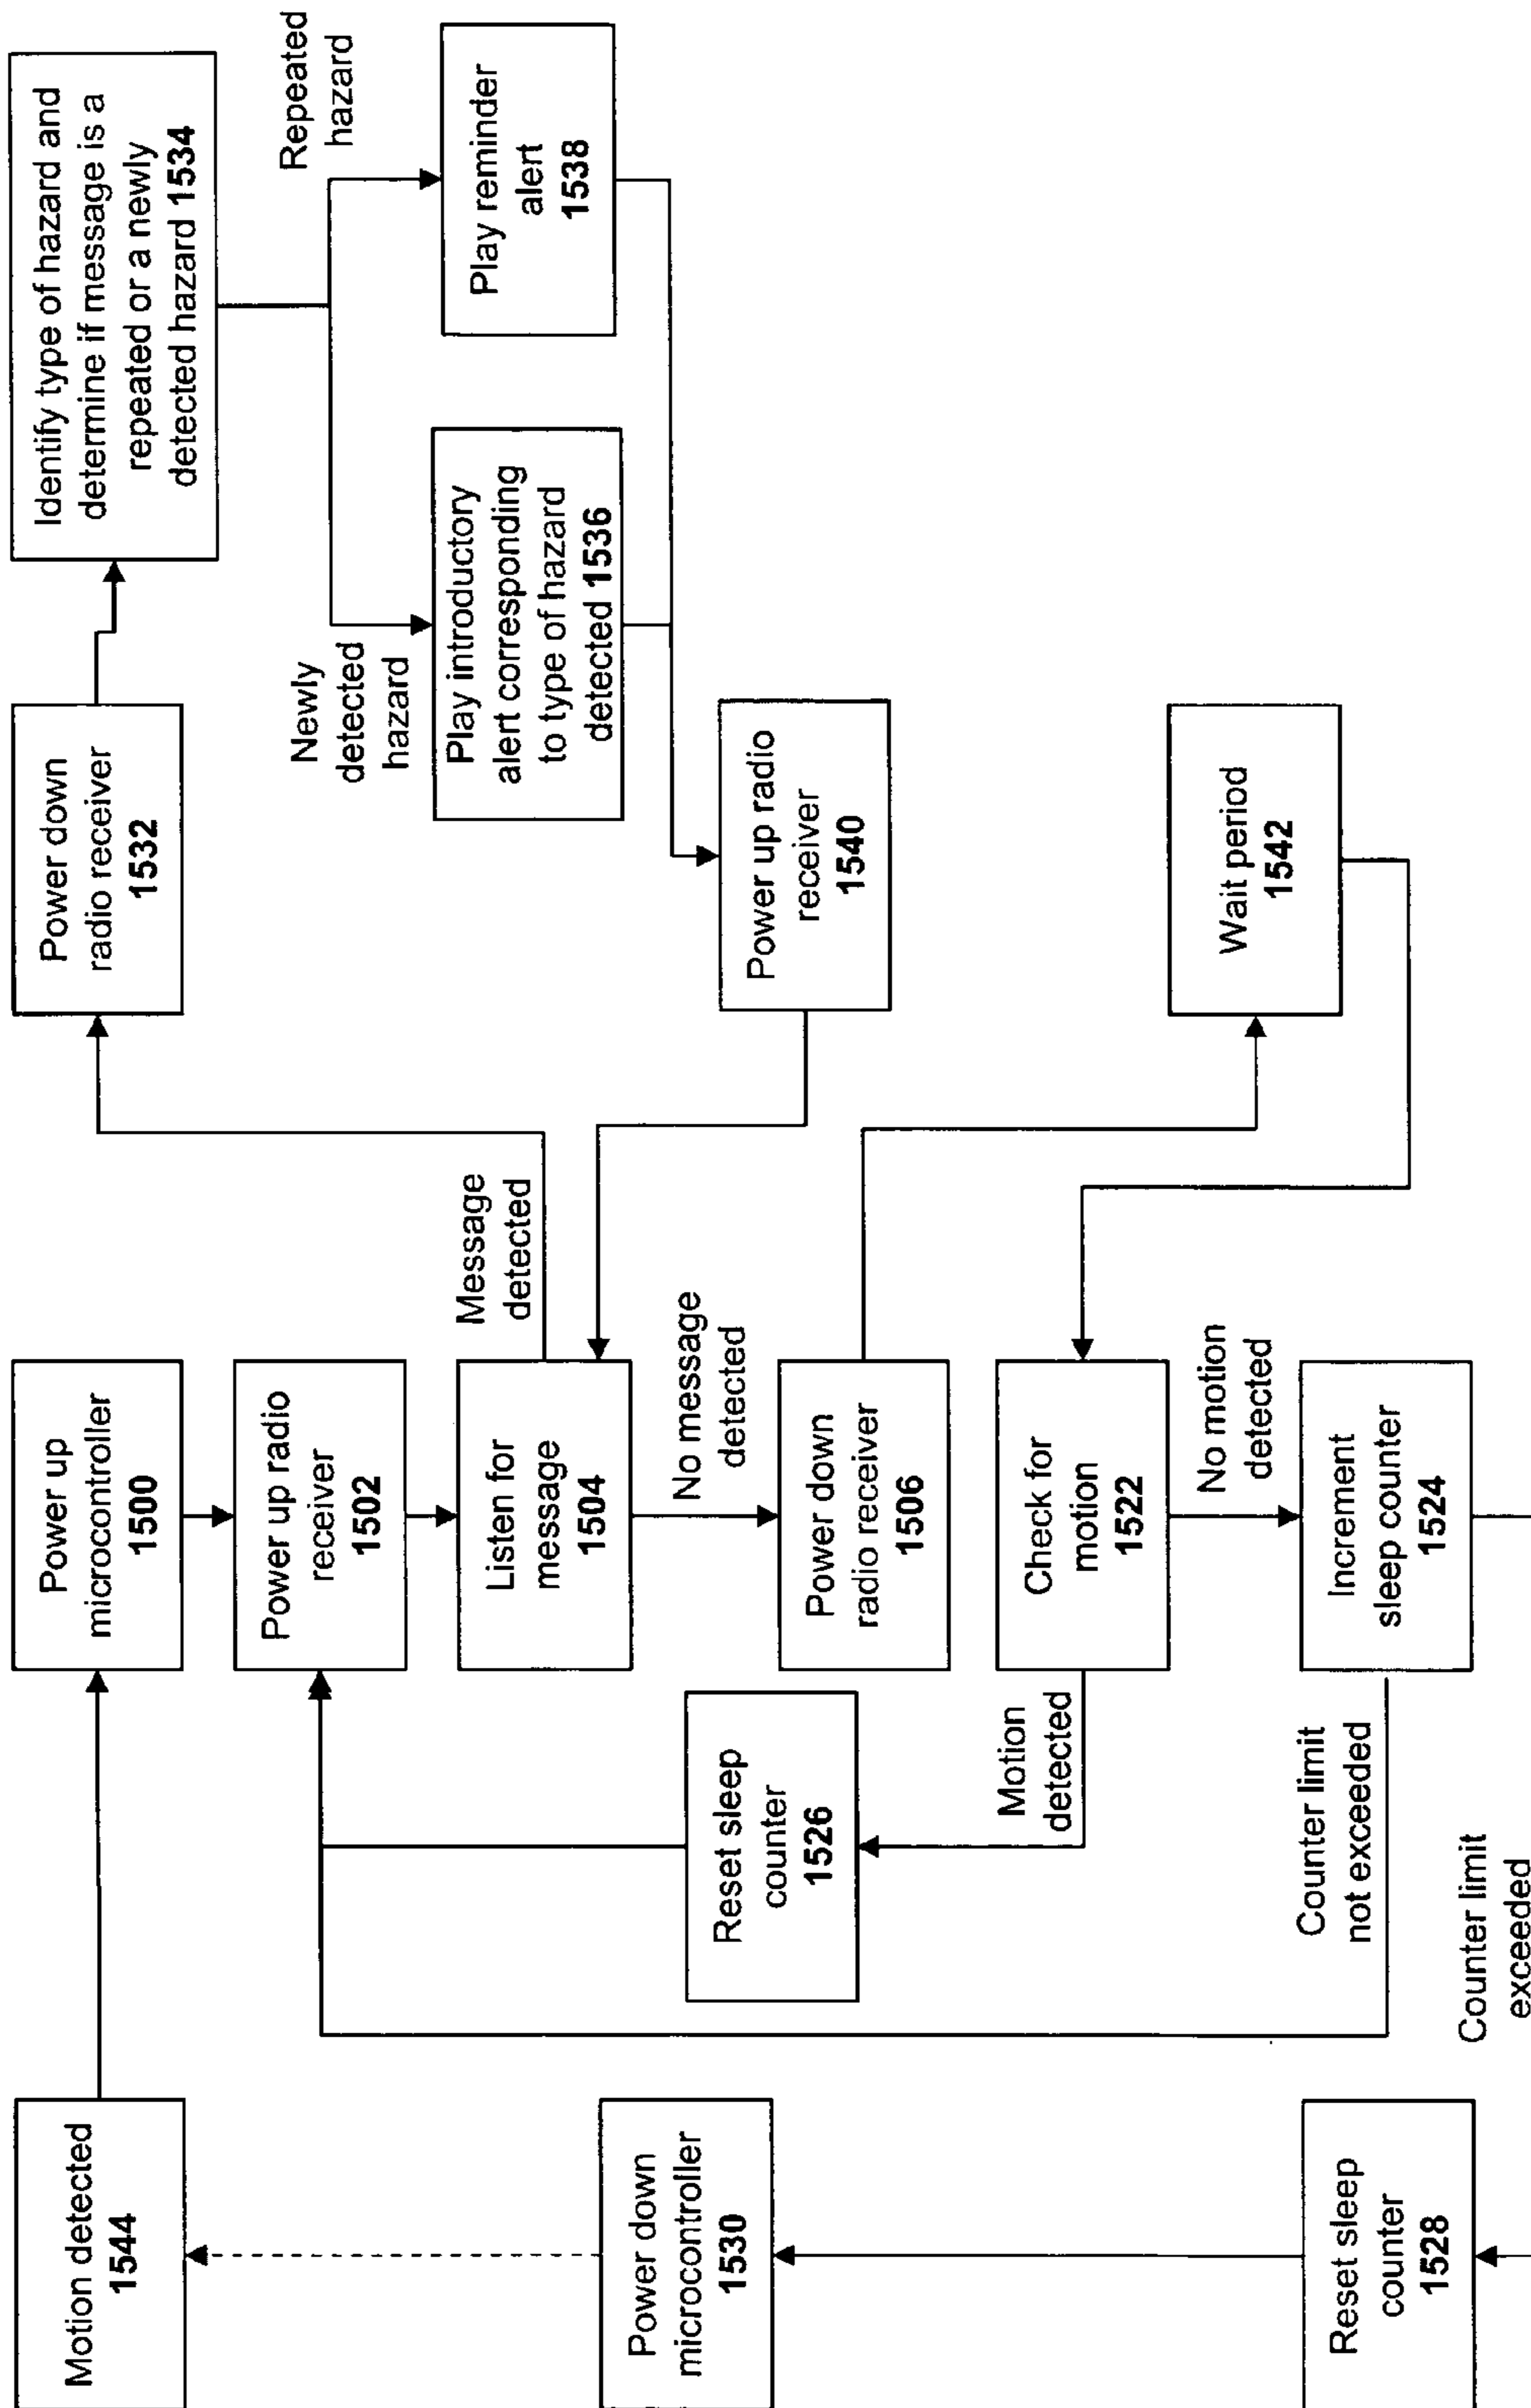 Motion detected
1544
Power up
microcontroller
1500
Power down
radio receiver
1532
Identify type of hazard and
determine if message is a
repeated or a newly
detected hazard 1534
Power up radio
receiver
1502
Newly
detected
hazard
Repeated
hazard
Message
detected
Listen for
message
1504
Play introductory
alert corresponding
to type of hazard
detected 1536
Play reminder
alert
1538
Power down
microcontroller
1530
Reset sleep
counter
1526
No message
detected
Power down
radio receiver
1506
Power up radio
receiver
1540
Motion
detected
Check for
motion
1522
Wait period
1542
No motion
detected
Counter limit
not exceeded
Increment
sleep counter
1524
Reset sleep
counter
1528
Counter limit
exceeded